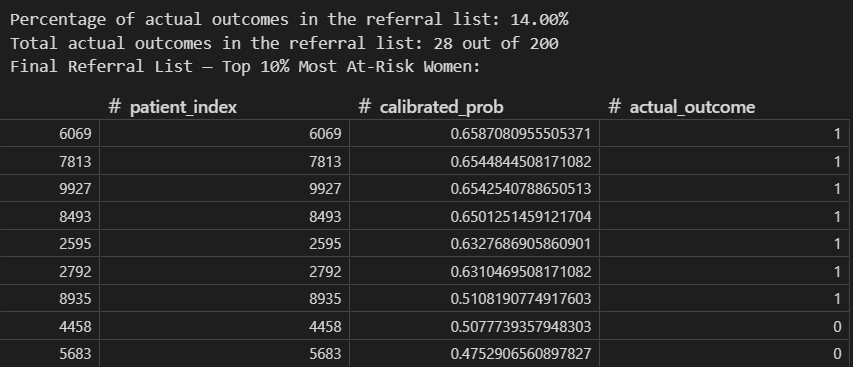 Percentage of actual outcomes in the referral list: 14.00%
Total actual outcomes in the referral list: 28 out of 200
Final Referral List — Top 10% Most At-Risk Women:
# patient_index # calibrated_prob # actual_outcome
6069 6069 0.6587080955505371 1
7813 7813 0.6544844508171082 1
9927 9927 0.6542540788650513 1
8493 8493 0.6501251459121704 1
2595 2595 0.6327686905860901 1
2792 2792 0.6310469508171082 1
8935 8935 0.5108190774917603 1
4458 4458 0.5077739357948303 0
5683 5683 0.4752906560897827 0